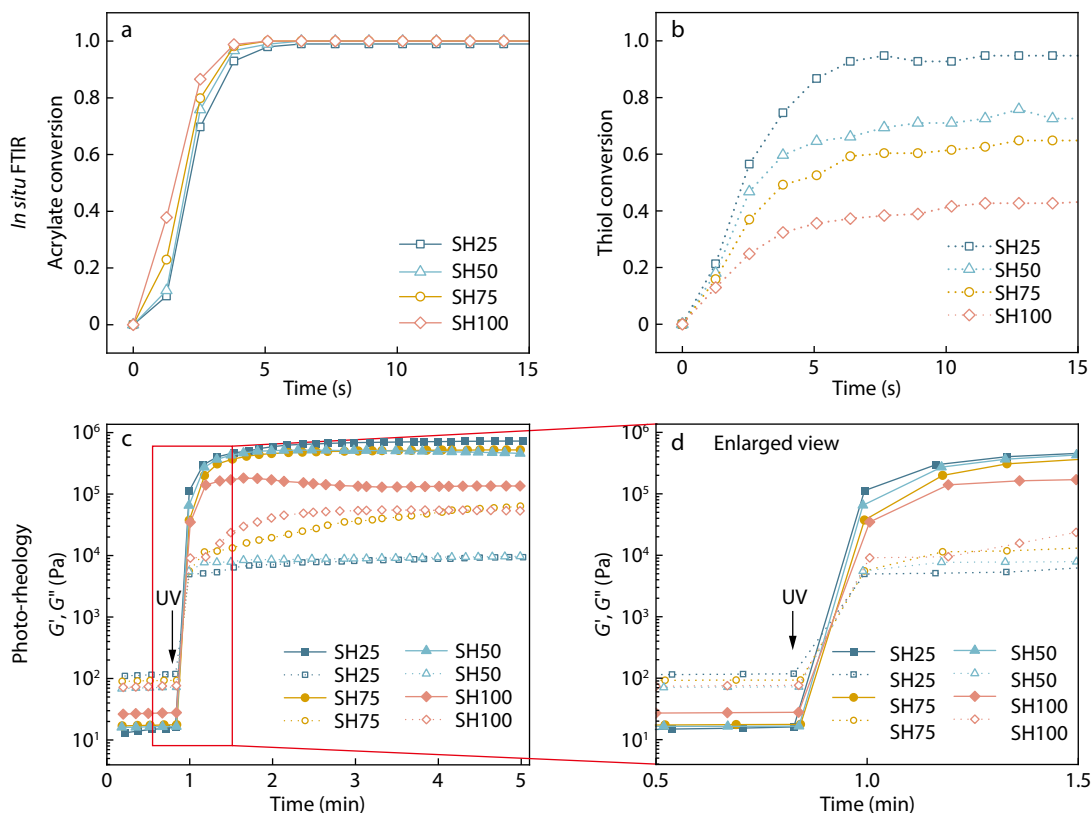 In situ FTIR
a
Acrylate conversion
1.0
0.8
0.6
0.4
0.2
0
0 5 10 15
Time (s)
SH25
SH50
SH75
SH100
b
Thiol conversion
1.0
0.8
0.6
0.4
0.2
0
0 5 10 15
Time (s)
SH25
SH50
SH75
SH100
Photo-rheology
c
G', G" (Pa)
10⁶
10⁵
10⁴
10³
10²
10¹
UV
SH25 SH50
SH25 SH50
SH75 SH100
SH75 SH100
0 1 2 3 4 5
Time (min)
d Enlarged view
G', G" (Pa)
10⁶
10⁵
10⁴
10³
10²
10¹
UV
SH25 SH50
SH25 SH50
SH75 SH100
SH75 SH100
0.5 1.0 1.5
Time (min)